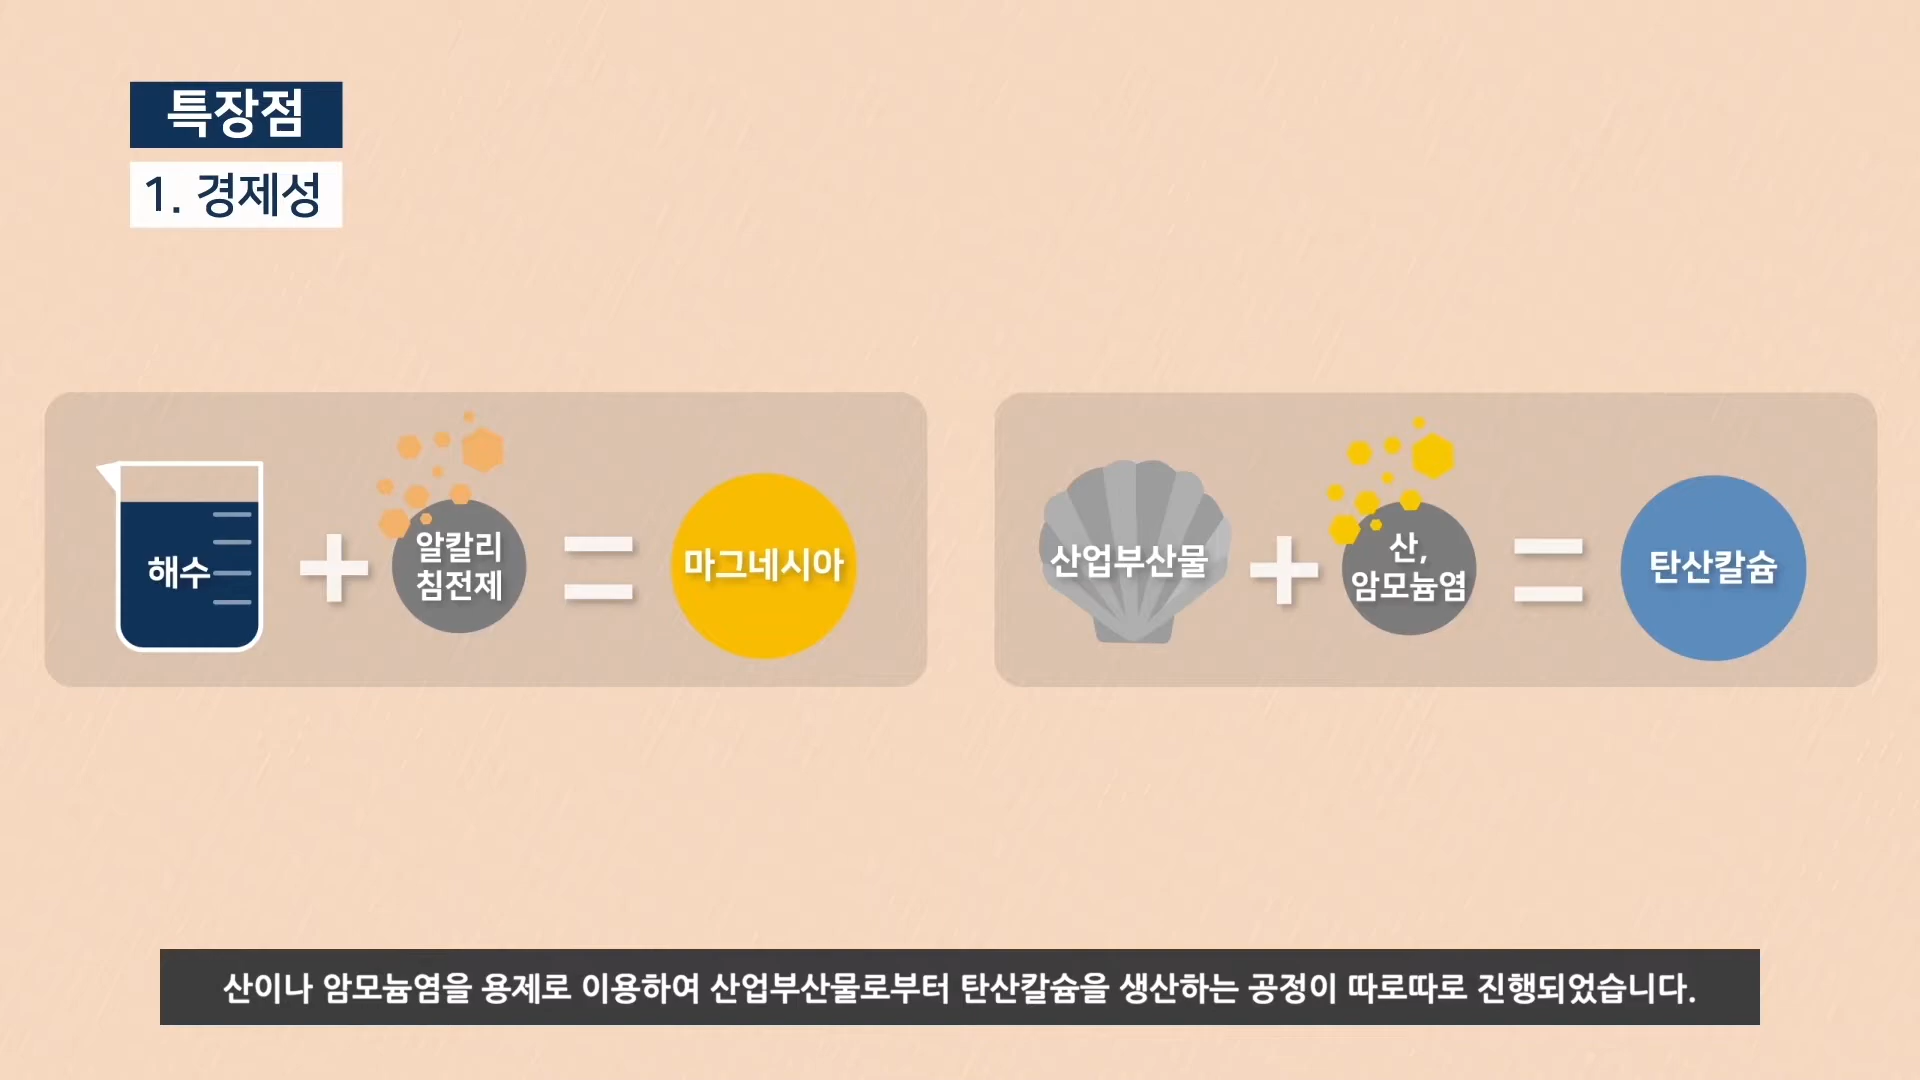 특장점
1. 경제성
해수
알칼리
침전제
마그네시아
산업부산물
산,
암모늄염
탄산칼슘
산이나 암모늄염을 용제로 이용하여 산업부산물로부터 탄산칼슘을 생산하는 공정이 따로따로 진행되었습니다.